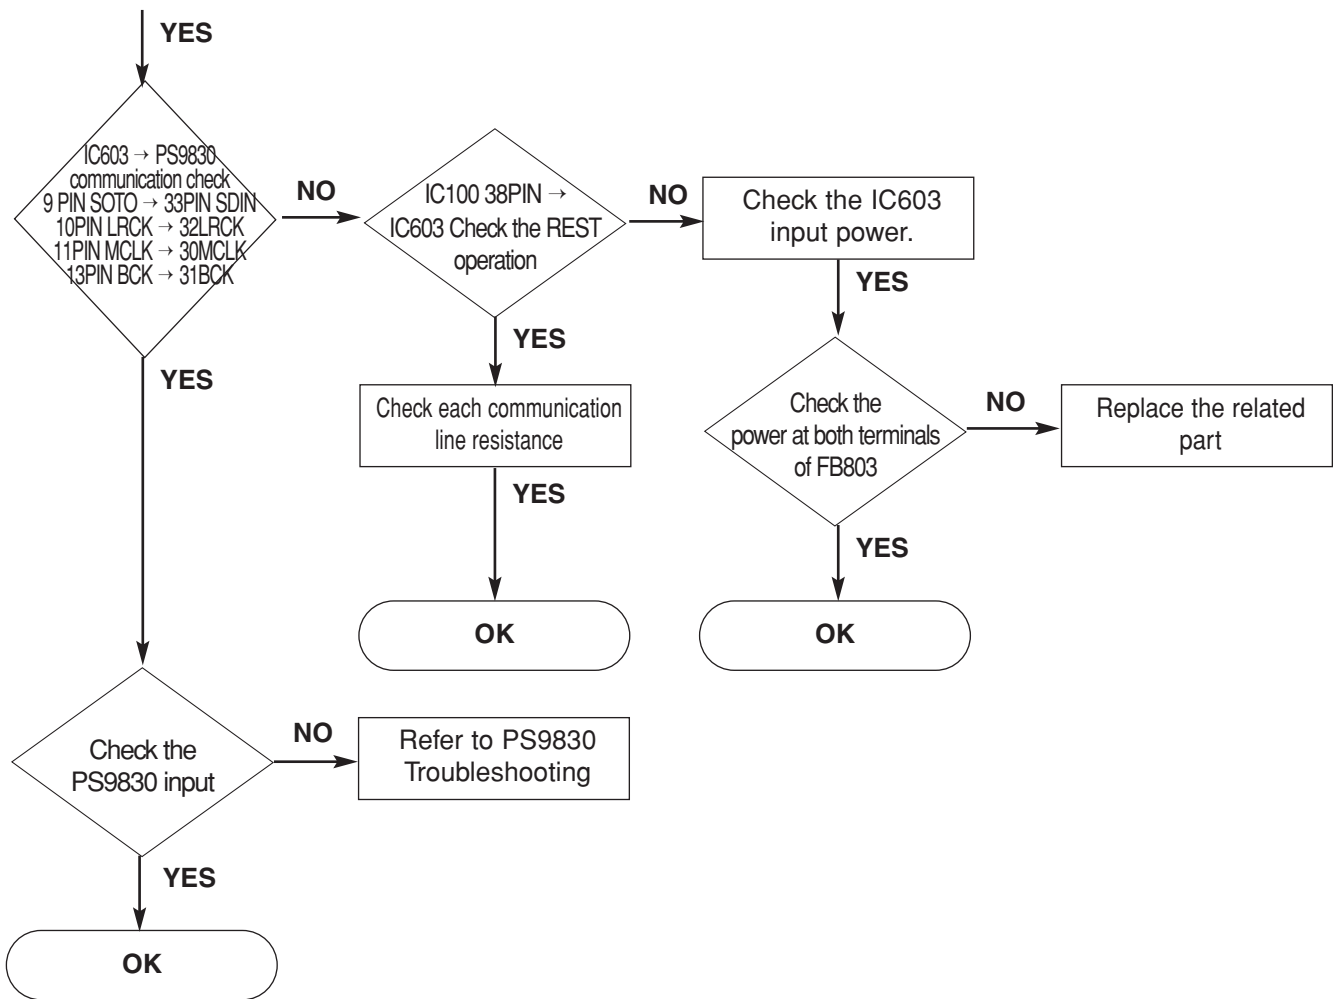 YES
IC603 → PS9830
communication check
9 PIN SOTO → 33PIN SDIN
10PIN LRCK → 32LRCK
11PIN MCLK → 30MCLK
13PIN BCK → 31BCK
NO
IC100 38PIN →
IC603 Check the REST
operation
NO
Check the IC603
input power.
YES
YES
YES
Check each communication
line resistance
Check the
power at both terminals
of FB803
NO
Replace the related
part
YES
YES
OK
OK
Check the
PS9830 input
NO
Refer to PS9830
Troubleshooting
YES
OK